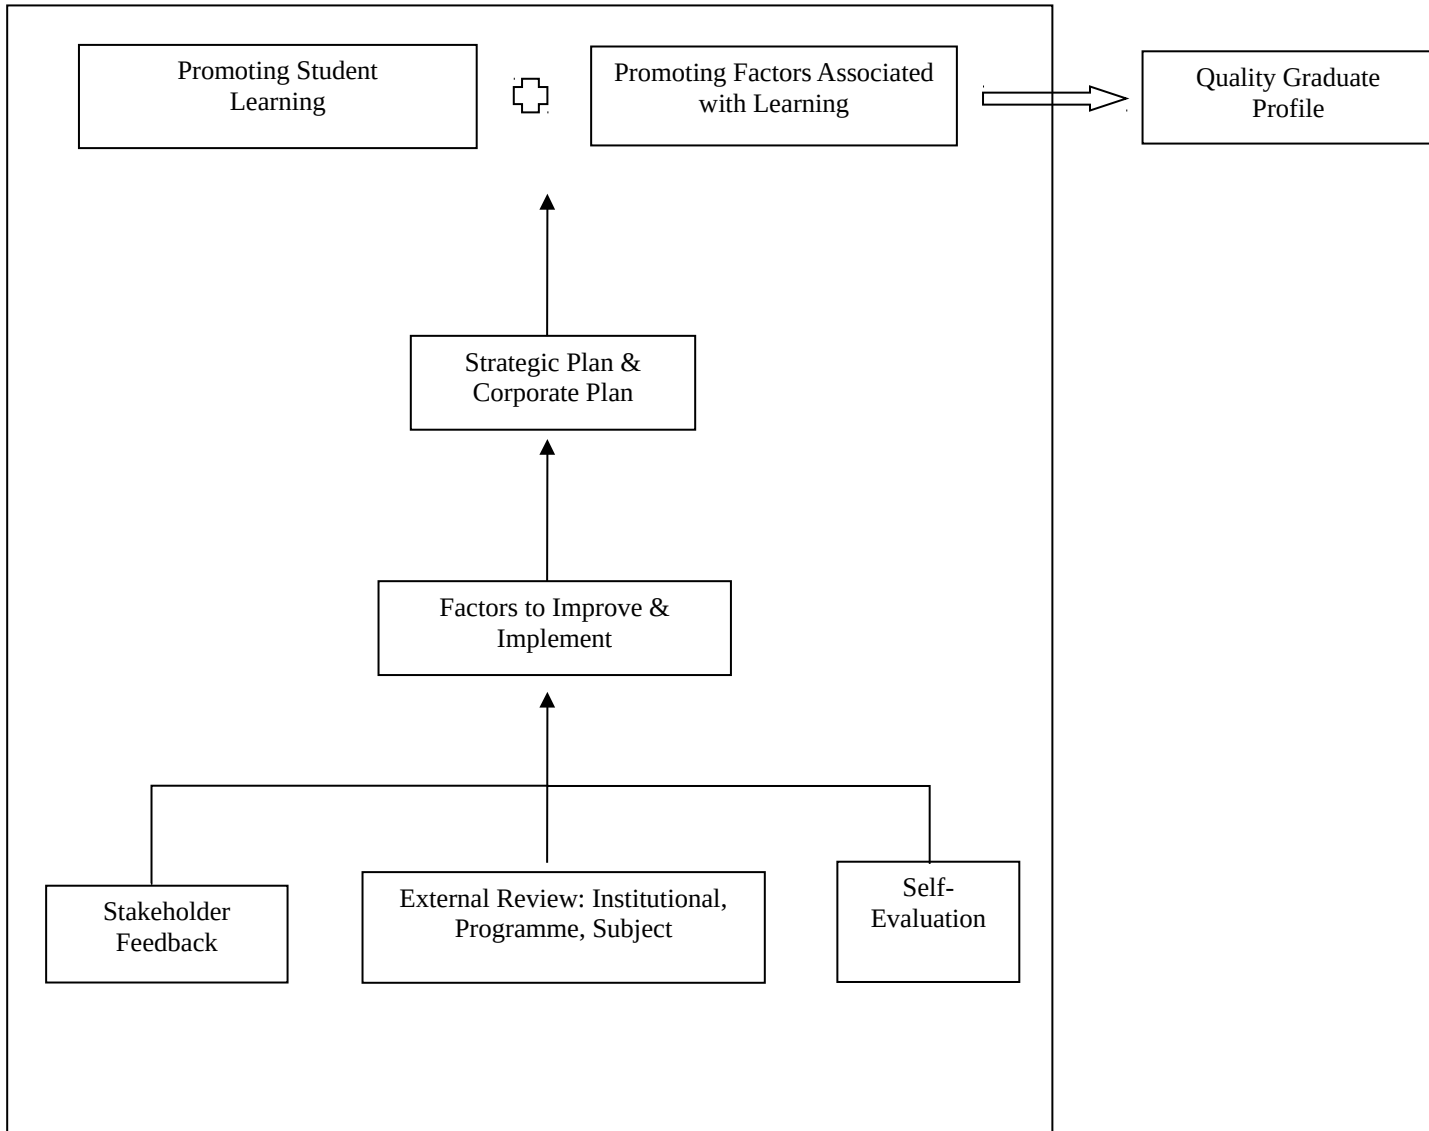 Promoting Student
Learning
Promoting Factors Associated
with Learning
Quality Graduate
Profile
Strategic Plan &
Corporate Plan
Factors to Improve &
Implement
Stakeholder
Feedback
External Review: Institutional,
Programme, Subject
Self-
Evaluation